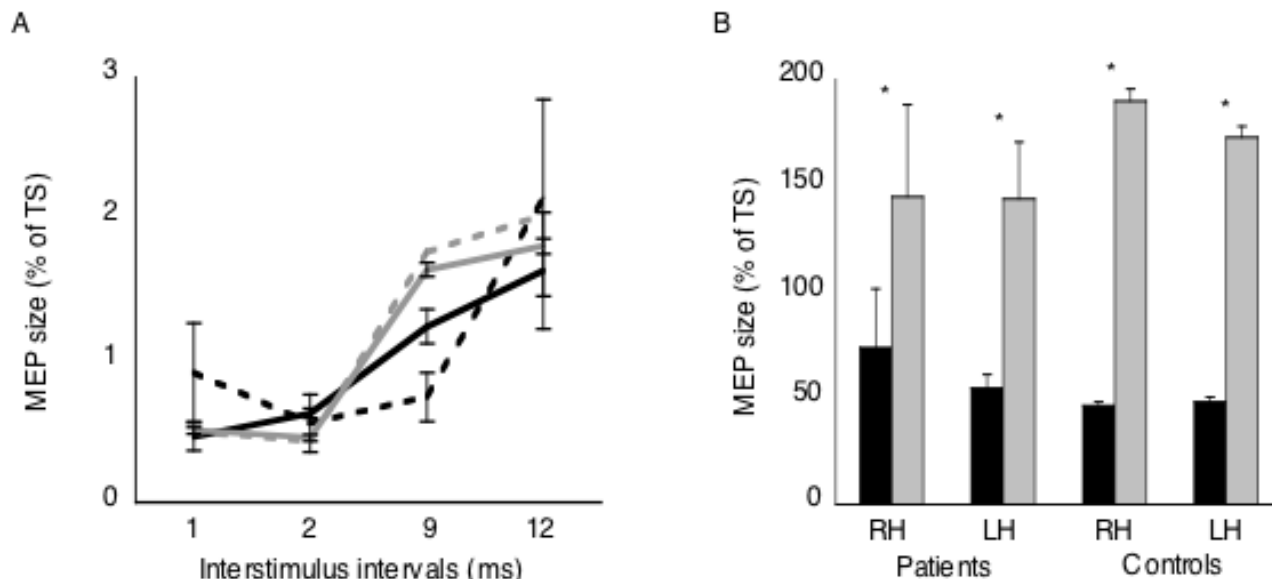 A
MEP size (% of TS)
3
2
1
0
1 2 9 12
Interstimulus intervals (ms)
B
MEP size (% of TS)
200
150
100
50
0
* * * *
RH LH RH LH
Patients Controls